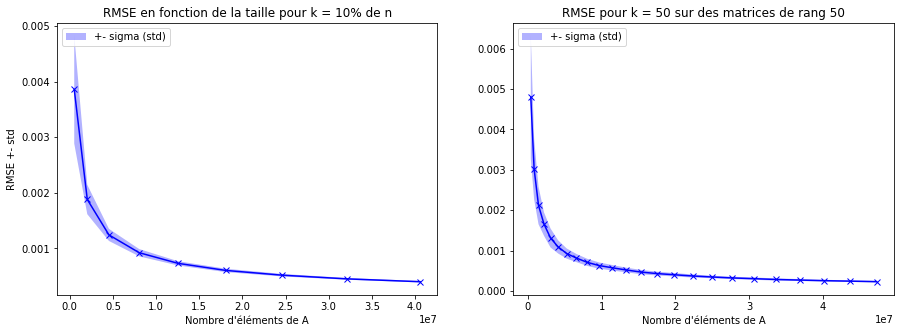 RMSE en fonction de la taille pour k = 10% de n
+- sigma (std)
RMSE +- std
0.005
0.004
0.003
0.002
0.001
0.0 0.5 1.0 1.5 2.0 2.5 3.0 3.5 4.0
1e7
Nombre d'éléments de A
RMSE pour k = 50 sur des matrices de rang 50
+- sigma (std)
0.006
0.005
0.004
0.003
0.002
0.001
0.000
0 1 2 3 4
1e7
Nombre d'éléments de A